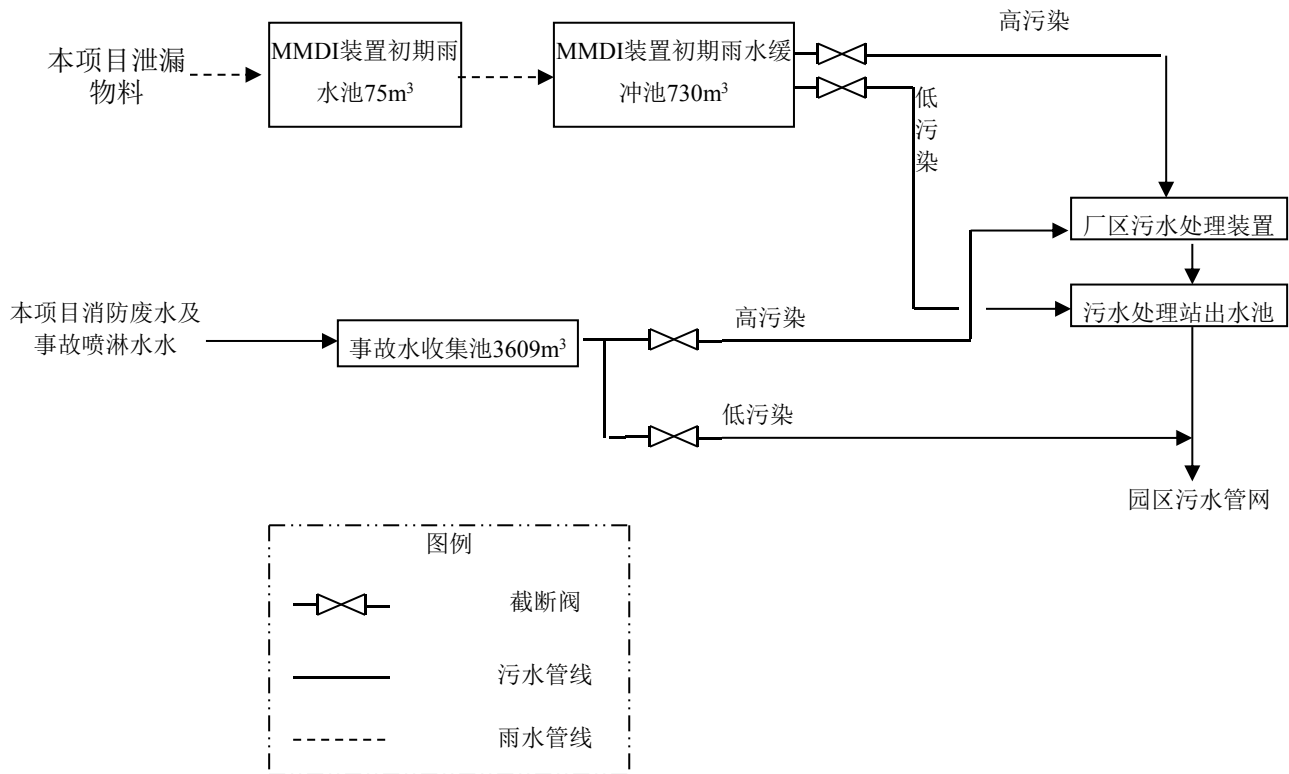 高污染
本项目泄漏
物料
MMDI装置初期雨
水池75m³
MMDI装置初期雨水缓
冲池730m³
低
污
染
厂区污水处理装置
污水处理站出水池
本项目消防废水及
事故喷淋水水
事故水收集池3609m³
高污染
低污染
园区污水管网
图例
截断阀
污水管线
雨水管线